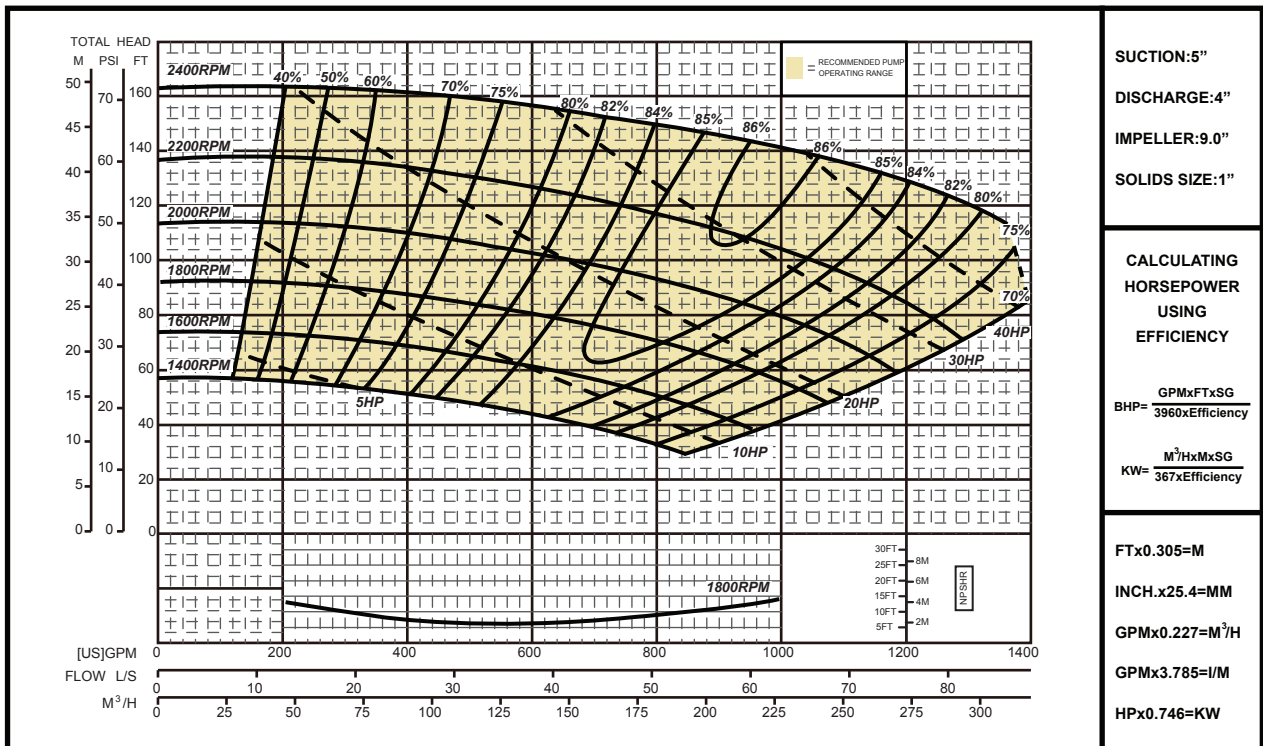 TOTAL HEAD
M PSI FT
50
45
40
35
30
25
20
15
10
5
0
70
60
50
40
30
20
10
0
160
140
120
100
80
60
40
20
0
2400RPM
2200RPM
2000RPM
1800RPM
1600RPM
1400RPM
40%
50%
60%
70%
75%
80%
82%
84%
85%
86%
86%
85%
84%
82%
80%
75%
70%
= RECOMMENDED PUMP
OPERATING RANGE
5HP
10HP
20HP
30HP
40HP
1800RPM
30FT
25FT
20FT
15FT
10FT
5FT
8M
6M
4M
2M
NPSHR
[US]GPM 0 200 400 600 800 1000 1200 1400
FLOW L/S 0 10 20 30 40 50 60 70 80
M³/H 0 25 50 75 100 125 150 175 200 225 250 275 300
SUCTION:5”
DISCHARGE:4”
IMPELLER:9.0”
SOLIDS SIZE:1”
CALCULATING
HORSEPOWER
USING
EFFICIENCY
BHP= GPMxFTxSG
3960xEfficiency
KW= M³/HxMxSG
367xEfficiency
FTx0.305=M
INCH.x25.4=MM
GPMx0.227=M³/H
GPMx3.785=I/M
HPx0.746=KW